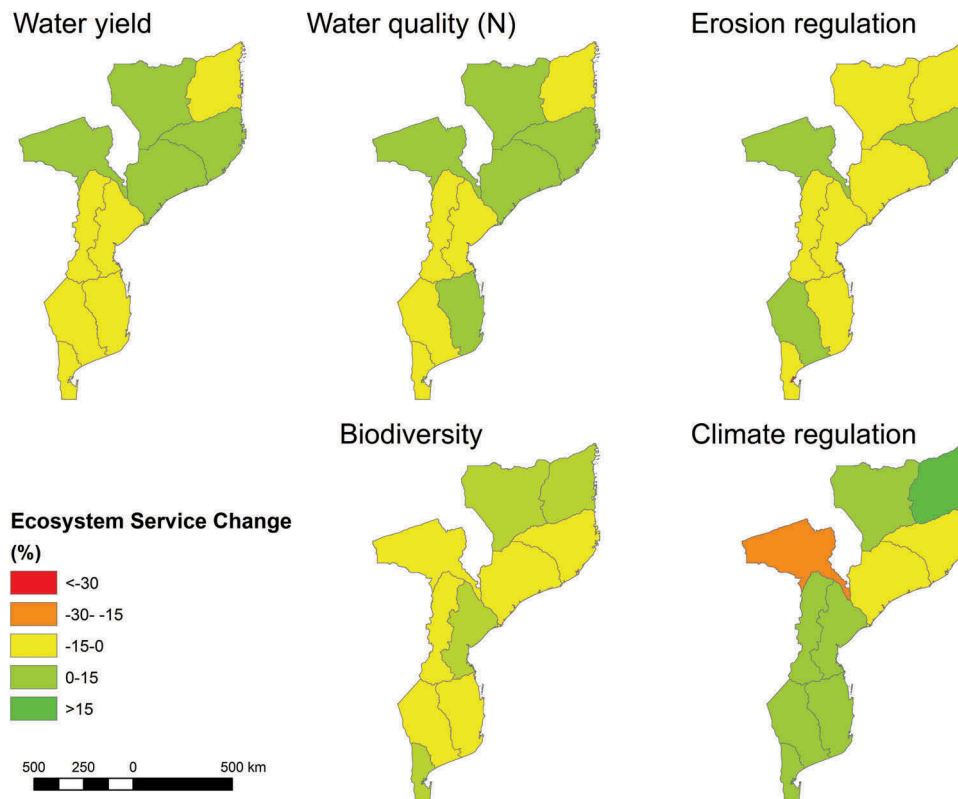 Water yield
Water quality (N)
Erosion regulation
Biodiversity
Climate regulation
Ecosystem Service Change
(%)
<-30
-30- -15
-15-0
0-15
>15
500 250 0 500 km